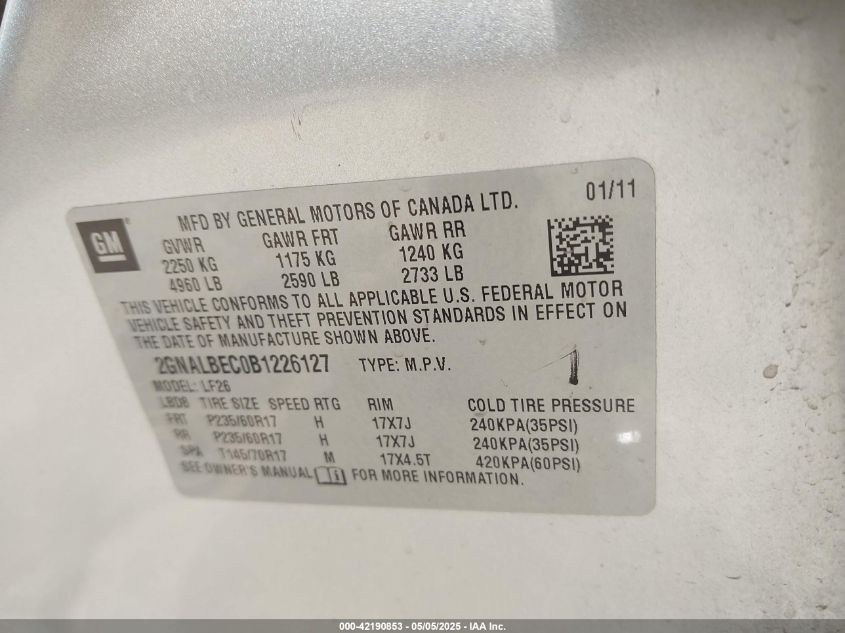 GM
MFD BY GENERAL MOTORS OF CANADA LTD. 01/11
GVWR GAWR FRT GAWR RR
2250 KG 1175 KG 1240 KG
4960 LB 2590 LB 2733 LB
THIS VEHICLE CONFORMS TO ALL APPLICABLE U.S. FEDERAL MOTOR
VEHICLE SAFETY AND THEFT PREVENTION STANDARDS IN EFFECT ON
THE DATE OF MANUFACTURE SHOWN ABOVE.
2GNALBEC0B1226127 TYPE: M.P.V.
MODEL: LF26
LBDB TIRE SIZE SPEED RTG RIM COLD TIRE PRESSURE
FRT P235/60R17 H 17X7J 240KPA(35PSI)
RR P235/60R17 H 17X7J 240KPA(35PSI)
SPA T145/70R17 M 17X4.5T 420KPA(60PSI)
SEE OWNER'S MANUAL FOR MORE INFORMATION.
000-42190853 - 05/05/2025 - IAA Inc.